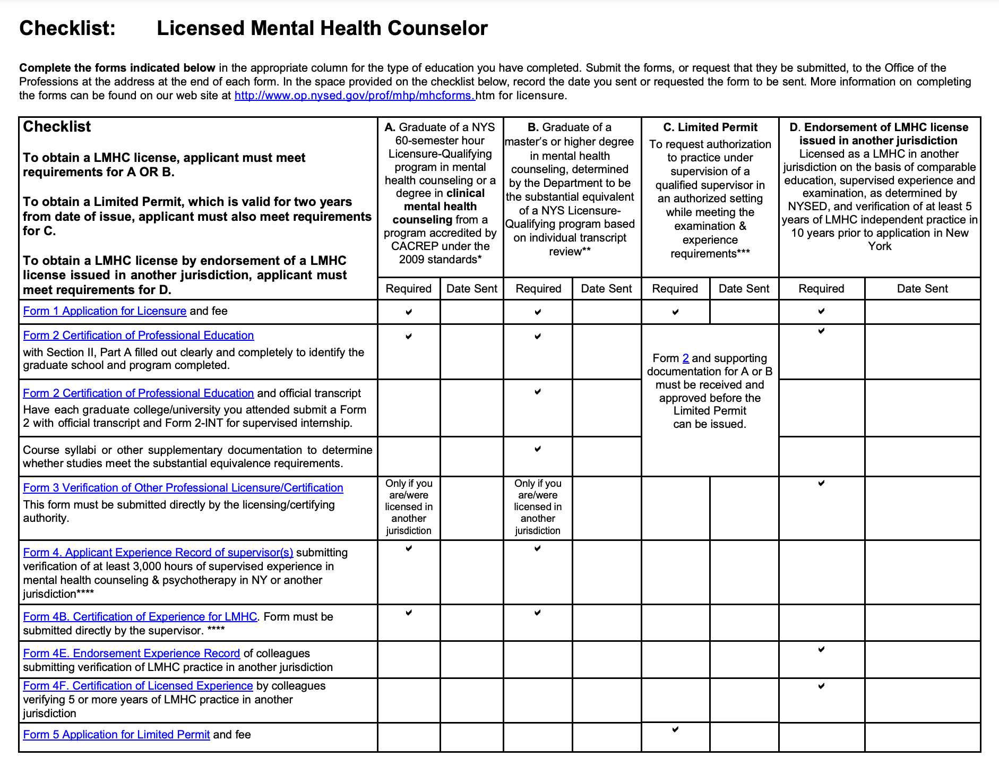 Checklist: Licensed Mental Health Counselor
Complete the forms indicated below in the appropriate column for the type of education you have completed. Submit the forms, or request that they be submitted, to the Office of the
Professions at the address at the end of each form. In the space provided on the checklist below, record the date you sent or requested the form to be sent. More information on completing
the forms can be found on our web site at http://www.op.nysed.gov/prof/mhp/mhcforms.htm for licensure.
Checklist
To obtain a LMHC license, applicant must meet
requirements for A OR B.
To obtain a Limited Permit, which is valid for two years
from date of issue, applicant must also meet requirements
for C.
To obtain a LMHC license by endorsement of a LMHC
license issued in another jurisdiction, applicant must
meet requirements for D.
A. Graduate of a NYS
60-semester hour
Licensure-Qualifying
program in mental
health counseling or a
degree in clinical
mental health
counseling from a
program accredited by
CACREP under the
2009 standards*
B. Graduate of a
master’s or higher degree
in mental health
counseling, determined
by the Department to be
the substantial equivalent
of a NYS Licensure-
Qualifying program based
on individual transcript
review**
C. Limited Permit
To request authorization
to practice under
supervision of a
qualified supervisor in
an authorized setting
while meeting the
examination &
experience
requirements***
D. Endorsement of LMHC license
issued in another jurisdiction
Licensed as a LMHC in another
jurisdiction on the basis of comparable
education, supervised experience and
examination, as determined by
NYSED, and verification of at least 5
years of LMHC independent practice in
10 years prior to application in New
York
Required Date Sent Required Date Sent Required Date Sent Required Date Sent
Form 1 Application for Licensure and fee ✓ ✓ ✓ ✓
Form 2 Certification of Professional Education ✓ ✓ ✓
with Section II, Part A filled out clearly and completely to identify the
graduate school and program completed.
Form 2 and supporting
documentation for A or B
must be received and
approved before the
Limited Permit
can be issued.
Form 2 Certification of Professional Education and official transcript ✓
Have each graduate college/university you attended submit a Form
2 with official transcript and Form 2-INT for supervised internship.
Course syllabi or other supplementary documentation to determine ✓
whether studies meet the substantial equivalence requirements.
Form 3 Verification of Other Professional Licensure/Certification
This form must be submitted directly by the licensing/certifying
authority.
Only if you
are/were
licensed in
another
jurisdiction
Only if you
are/were
licensed in
another
jurisdiction
✓
Form 4. Applicant Experience Record of supervisor(s) submitting ✓ ✓
verification of at least 3,000 hours of supervised experience in
mental health counseling & psychotherapy in NY or another
jurisdiction****
Form 4B. Certification of Experience for LMHC. Form must be ✓ ✓
submitted directly by the supervisor. ****
Form 4E. Endorsement Experience Record of colleagues ✓
submitting verification of LMHC practice in another jurisdiction
Form 4F. Certification of Licensed Experience by colleagues ✓
verifying 5 or more years of LMHC practice in another
jurisdiction
Form 5 Application for Limited Permit and fee ✓